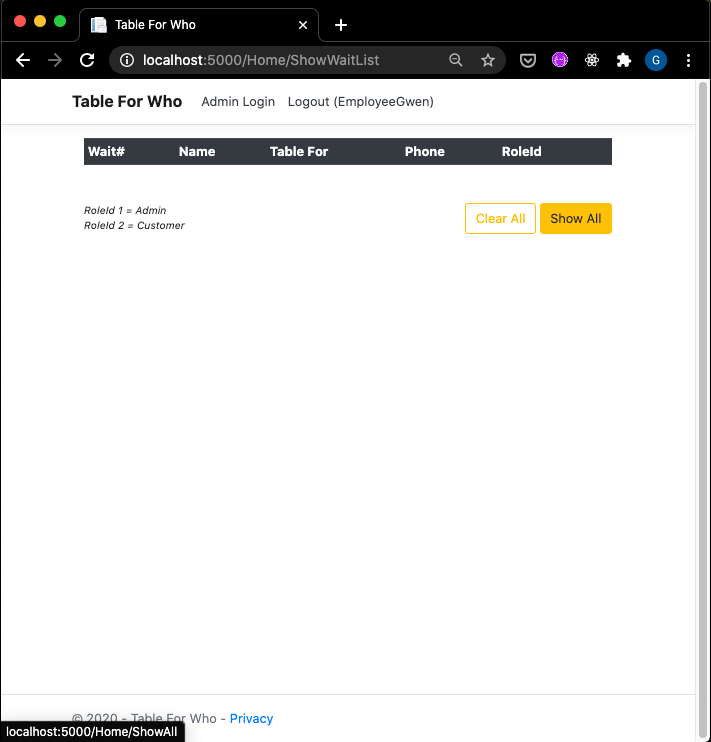 Table For Who
localhost:5000/Home/ShowWaitList
G
Table For Who Admin Login Logout (EmployeeGwen)
Wait# Name Table For Phone RoleId
RoleId 1 = Admin
RoleId 2 = Customer
Clear All Show All
© 2020 - Table For Who - Privacy
localhost:5000/Home/ShowAll